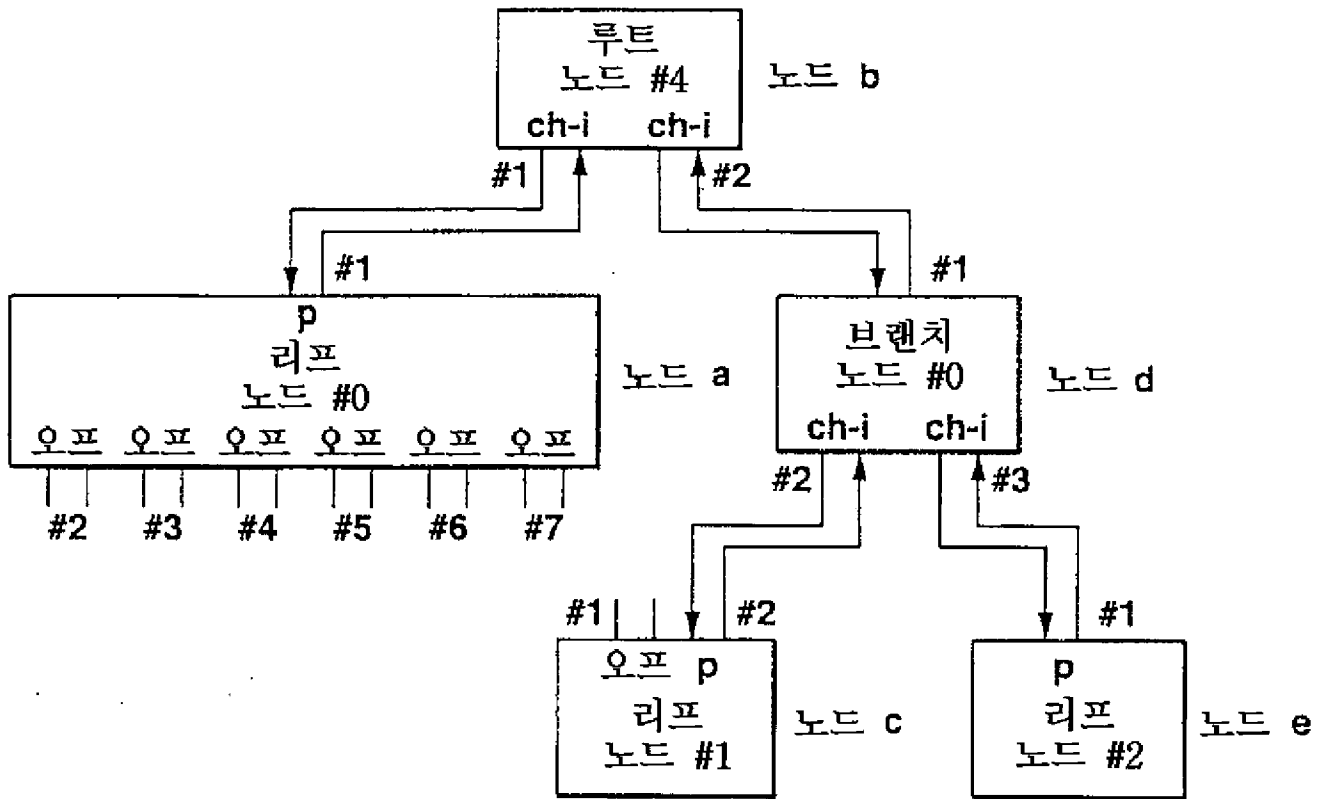 루트
노드 #4
노드 b
ch-i ch-i
#1 #2
#1 #1
p
리프
노드 #0
노드 a
오프 오프 오프 오프 오프 오프
#2 #3 #4 #5 #6 #7
브랜치
노드 #0
노드 d
ch-i ch-i
#2 #3
#1 #2
오프 p
리프
노드 #1
노드 c
#1
p
리프
노드 #2
노드 e